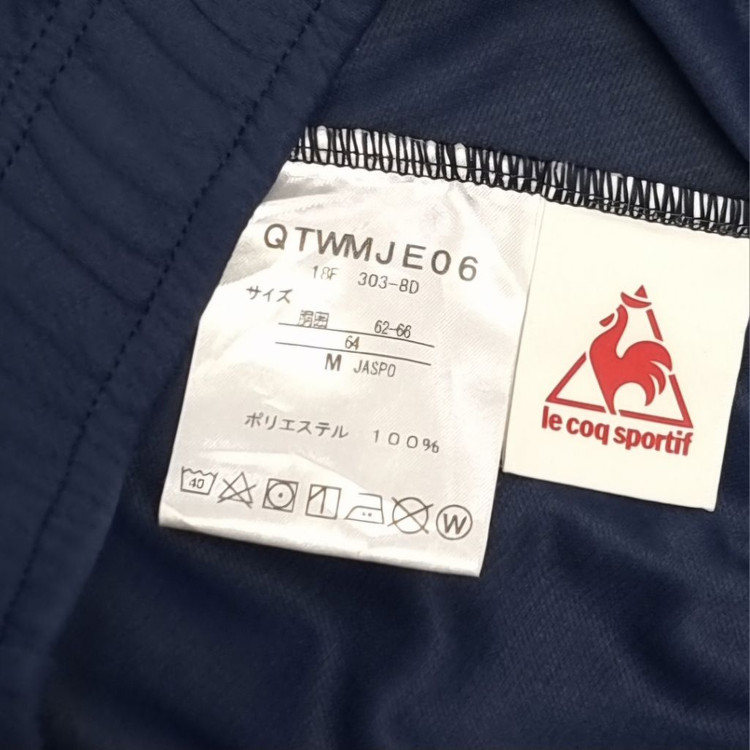 QTWMJE06
18F 303-8D
サイズ
胴囲 62-66
64
M JASPO
ポリエステル 100%
40
W
le coq sportif